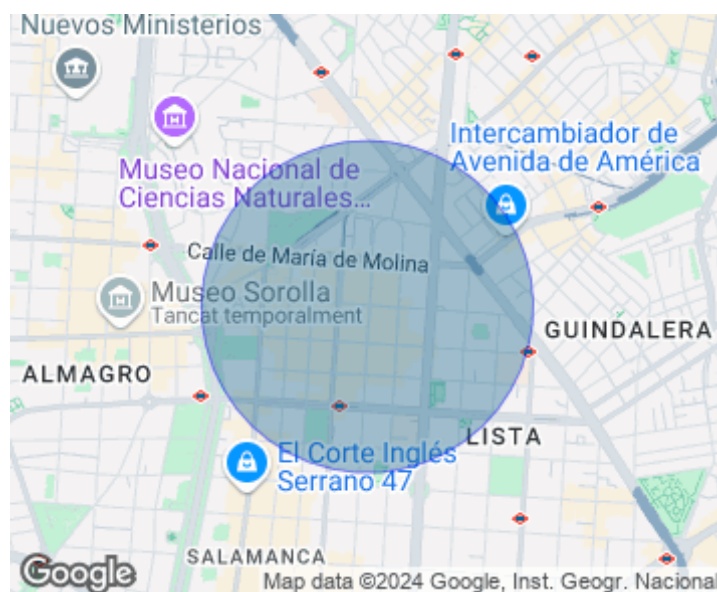 Nuevos Ministerios
Museo Nacional de
Ciencias Naturales...
Intercambiador de
Avenida de América
Calle de María de Molina
Museo Sorolla
Tancat temporalment
GUINDALERA
ALMAGRO
LISTA
El Corte Inglés
Serrano 47
SALAMANCA
Google
Map data ©2024 Google, Inst. Geogr. Nacional